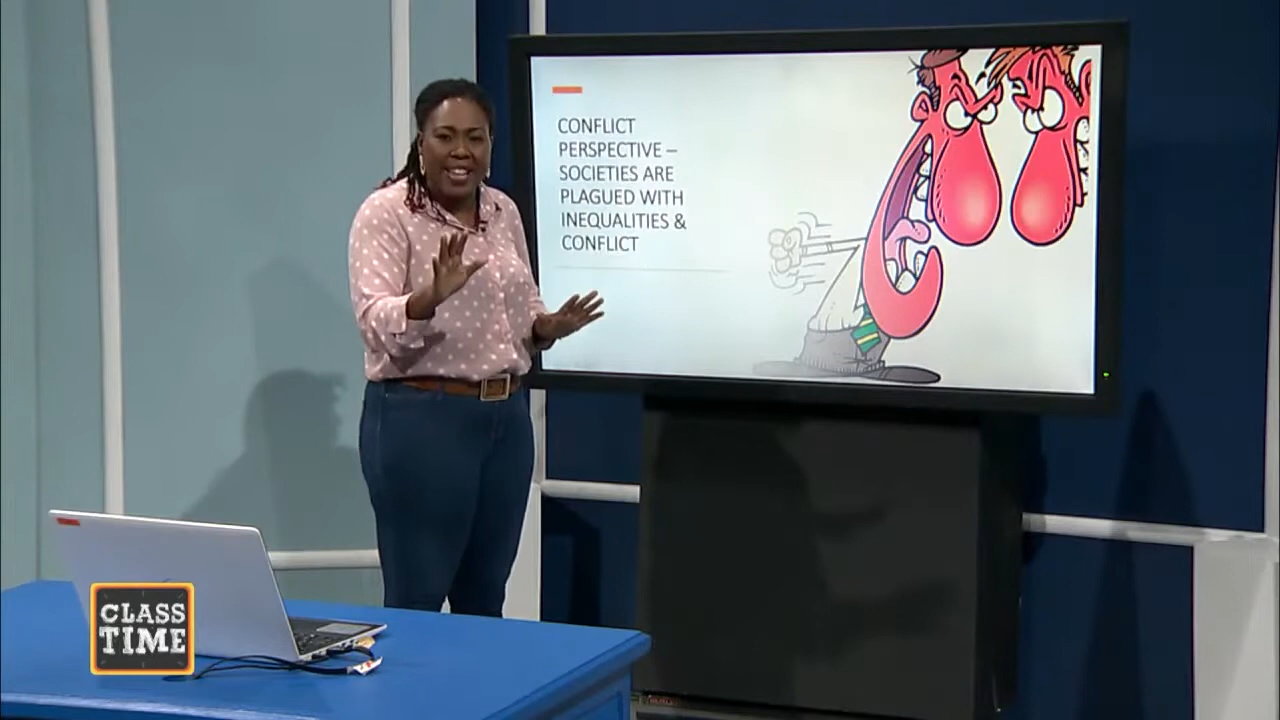 CONFLICT
PERSPECTIVE –
SOCIETIES ARE
PLAGUED WITH
INEQUALITIES &
CONFLICT
CLASS
TIME